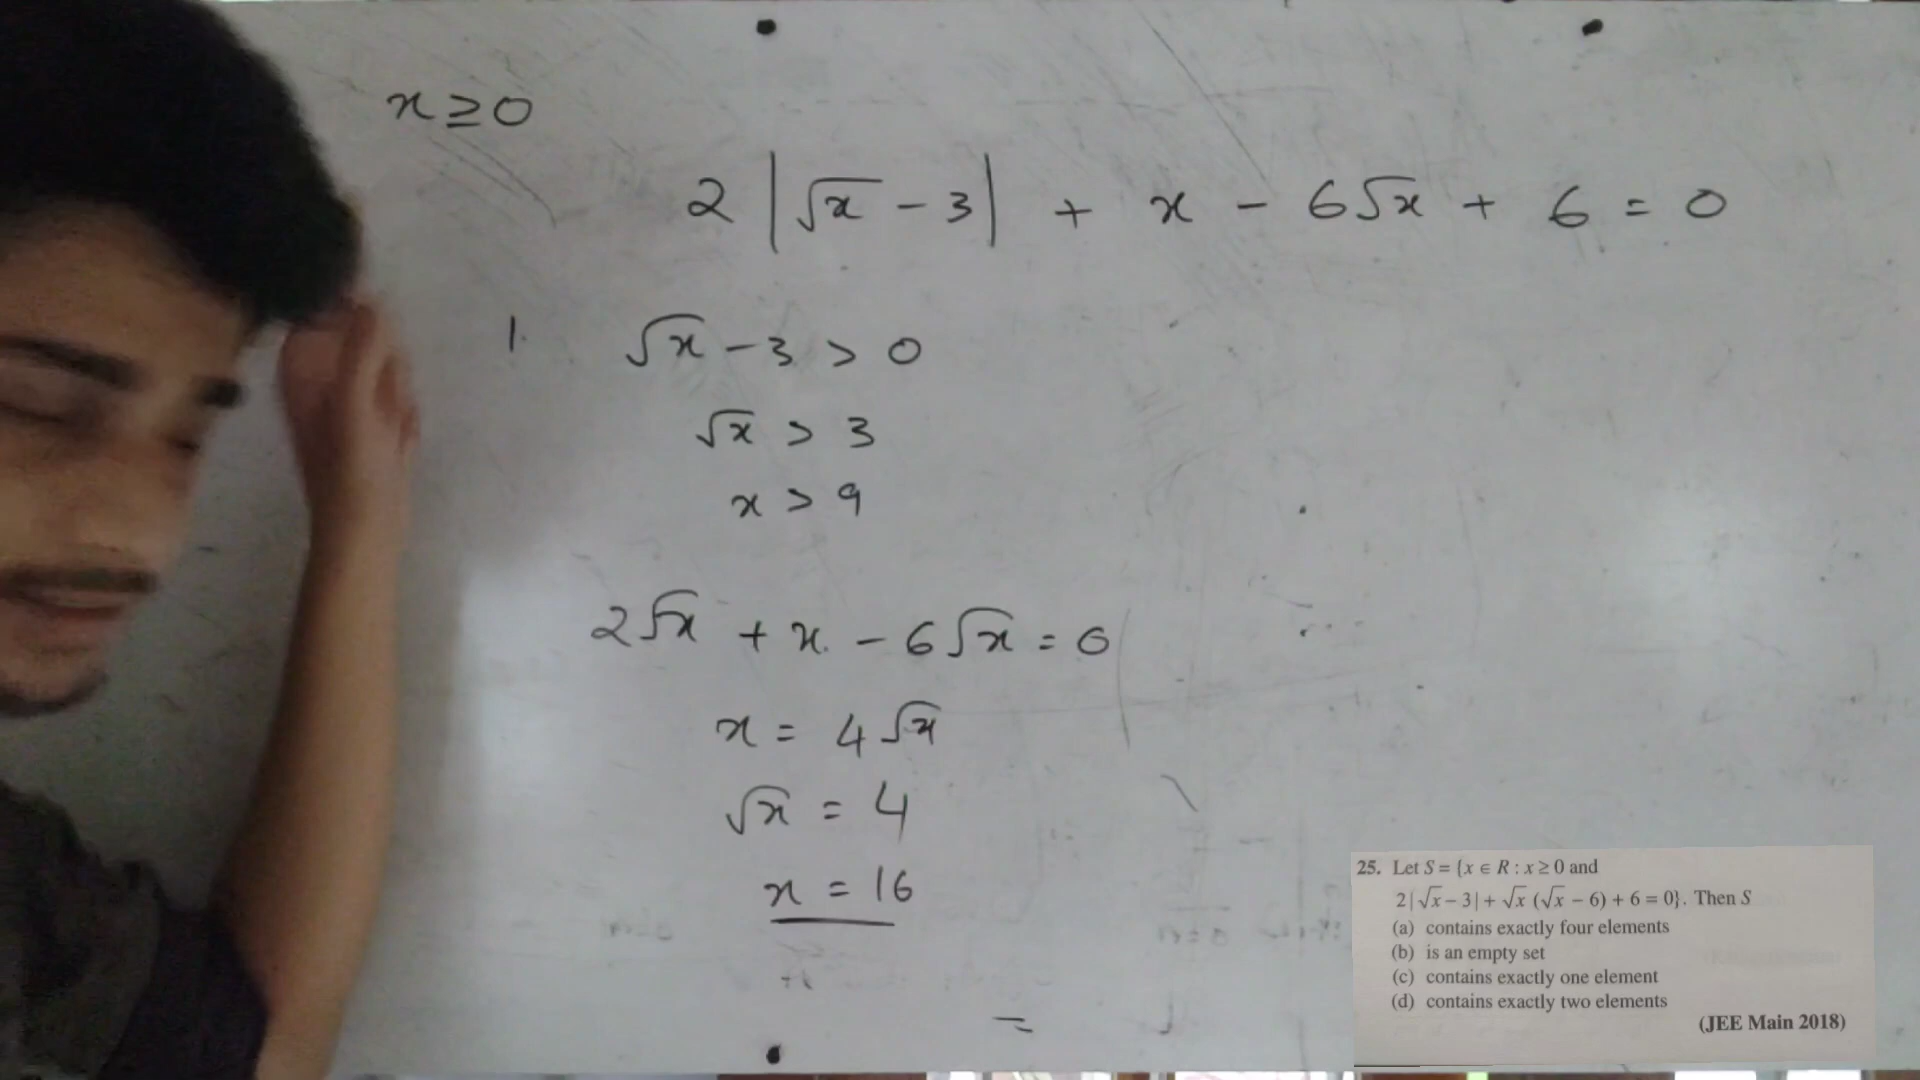 x ≥ 0
2 |√x - 3| + x - 6√x + 6 = 0
1. √x - 3 > 0
√x > 3
x > 9
2√x + x - 6√x = 0
x = 4√x
√x = 4
x = 16
=
25. Let S = {x ∈ R : x ≥ 0 and
2|√x − 3| + √x (√x − 6) + 6 = 0}. Then S
(a) contains exactly four elements
(b) is an empty set
(c) contains exactly one element
(d) contains exactly two elements
(JEE Main 2018)